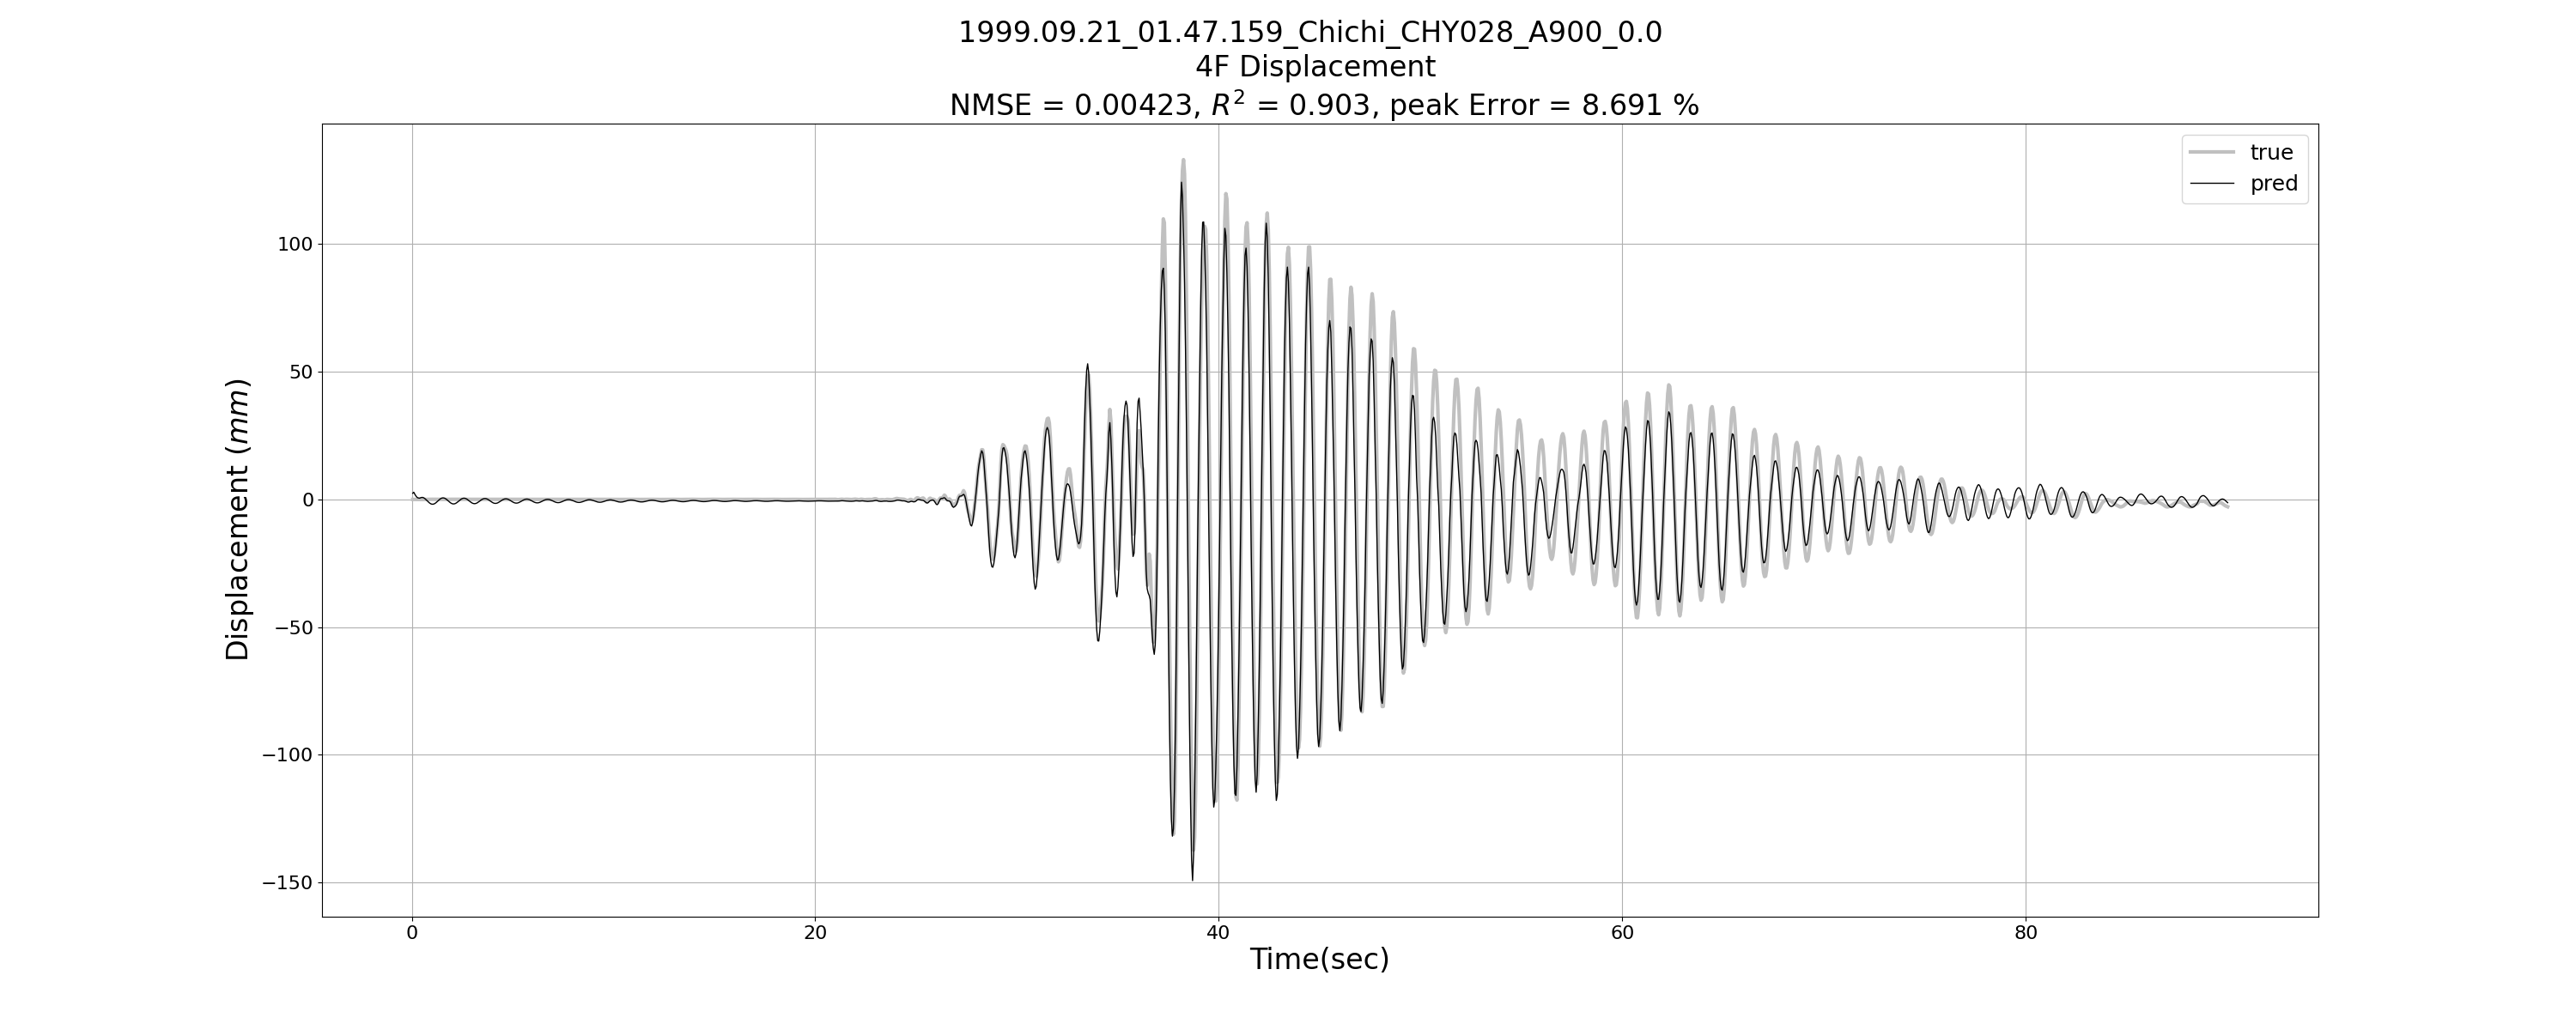 1999.09.21_01.47.159_Chichi_CHY028_A900_0.0
4F Displacement
NMSE = 0.00423, R² = 0.903, peak Error = 8.691 %
true
pred
Displacement (mm)
100
50
0
−50
−100
−150
0
20
40
60
80
Time(sec)